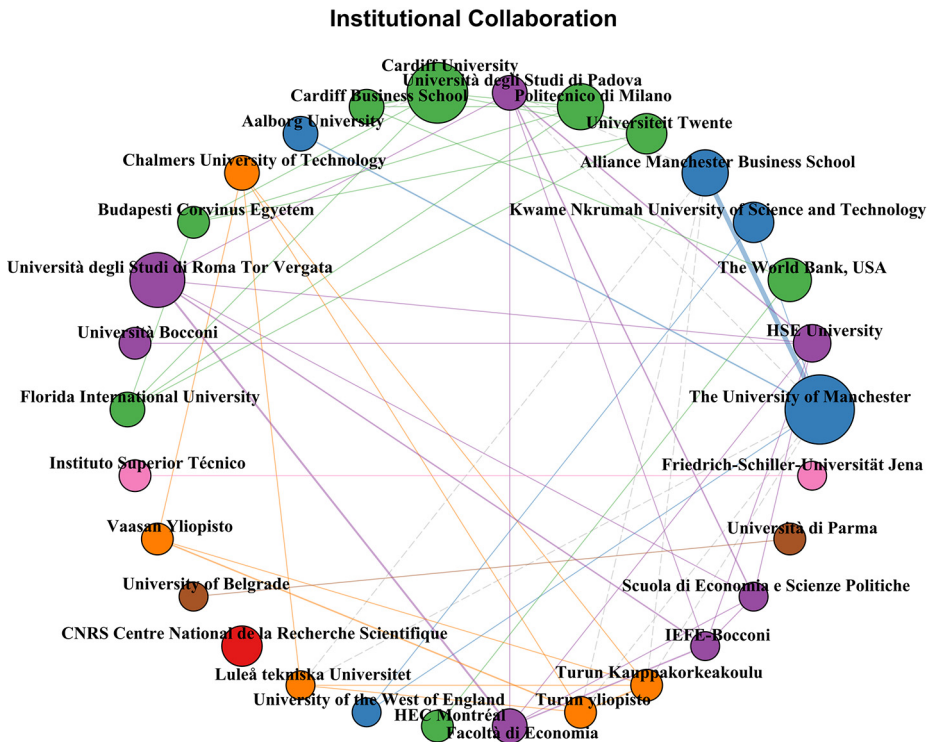 Institutional Collaboration
Cardiff University
Università degli Studi di Padova
Cardiff Business School
Politecnico di Milano
Aalborg University
Universiteit Twente
Chalmers University of Technology
Alliance Manchester Business School
Budapesti Corvinus Egyetem
Kwame Nkrumah University of Science and Technology
Università degli Studi di Roma Tor Vergata
The World Bank, USA
Università Bocconi
HSE University
Florida International University
The University of Manchester
Instituto Superior Técnico
Friedrich-Schiller-Universität Jena
Vaasan Yliopisto
Università di Parma
University of Belgrade
Scuola di Economia e Scienze Politiche
CNRS Centre National de la Recherche Scientifique
IEFE-Bocconi
Luleå tekniska Universitet
Turun Kauppakorkeakoulu
University of the West of England
Turun yliopisto
HEC Montréal
Facoltà di Economia